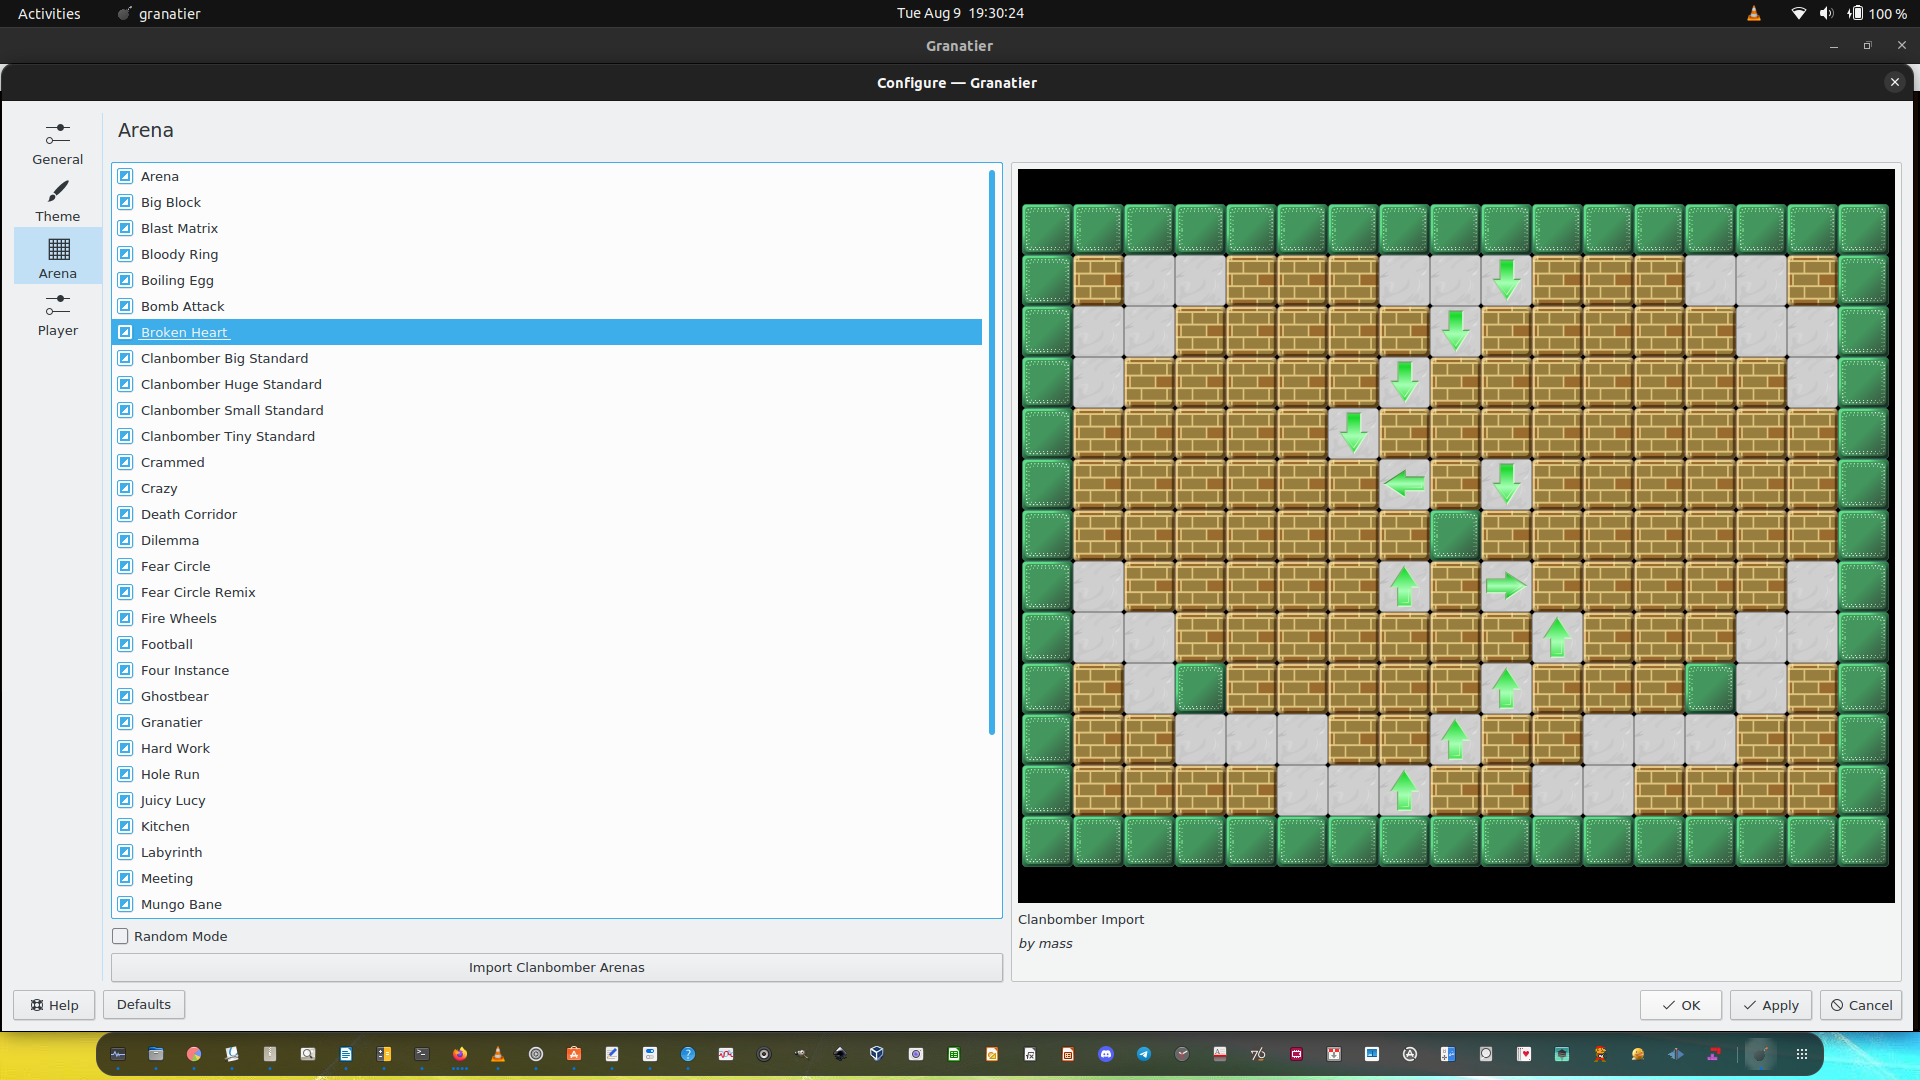 Activities
granatier
Tue Aug 9 19:30:24
100 %
Granatier
Configure — Granatier
General
Theme
Arena
Player
Arena
Arena
Big Block
Blast Matrix
Bloody Ring
Boiling Egg
Bomb Attack
Broken Heart
Clanbomber Big Standard
Clanbomber Huge Standard
Clanbomber Small Standard
Clanbomber Tiny Standard
Crammed
Crazy
Death Corridor
Dilemma
Fear Circle
Fear Circle Remix
Fire Wheels
Football
Four Instance
Ghostbear
Granatier
Hard Work
Hole Run
Juicy Lucy
Kitchen
Labyrinth
Meeting
Mungo Bane
Random Mode
Import Clanbomber Arenas
Clanbomber Import
by mass
Help
Defaults
OK
Apply
Cancel